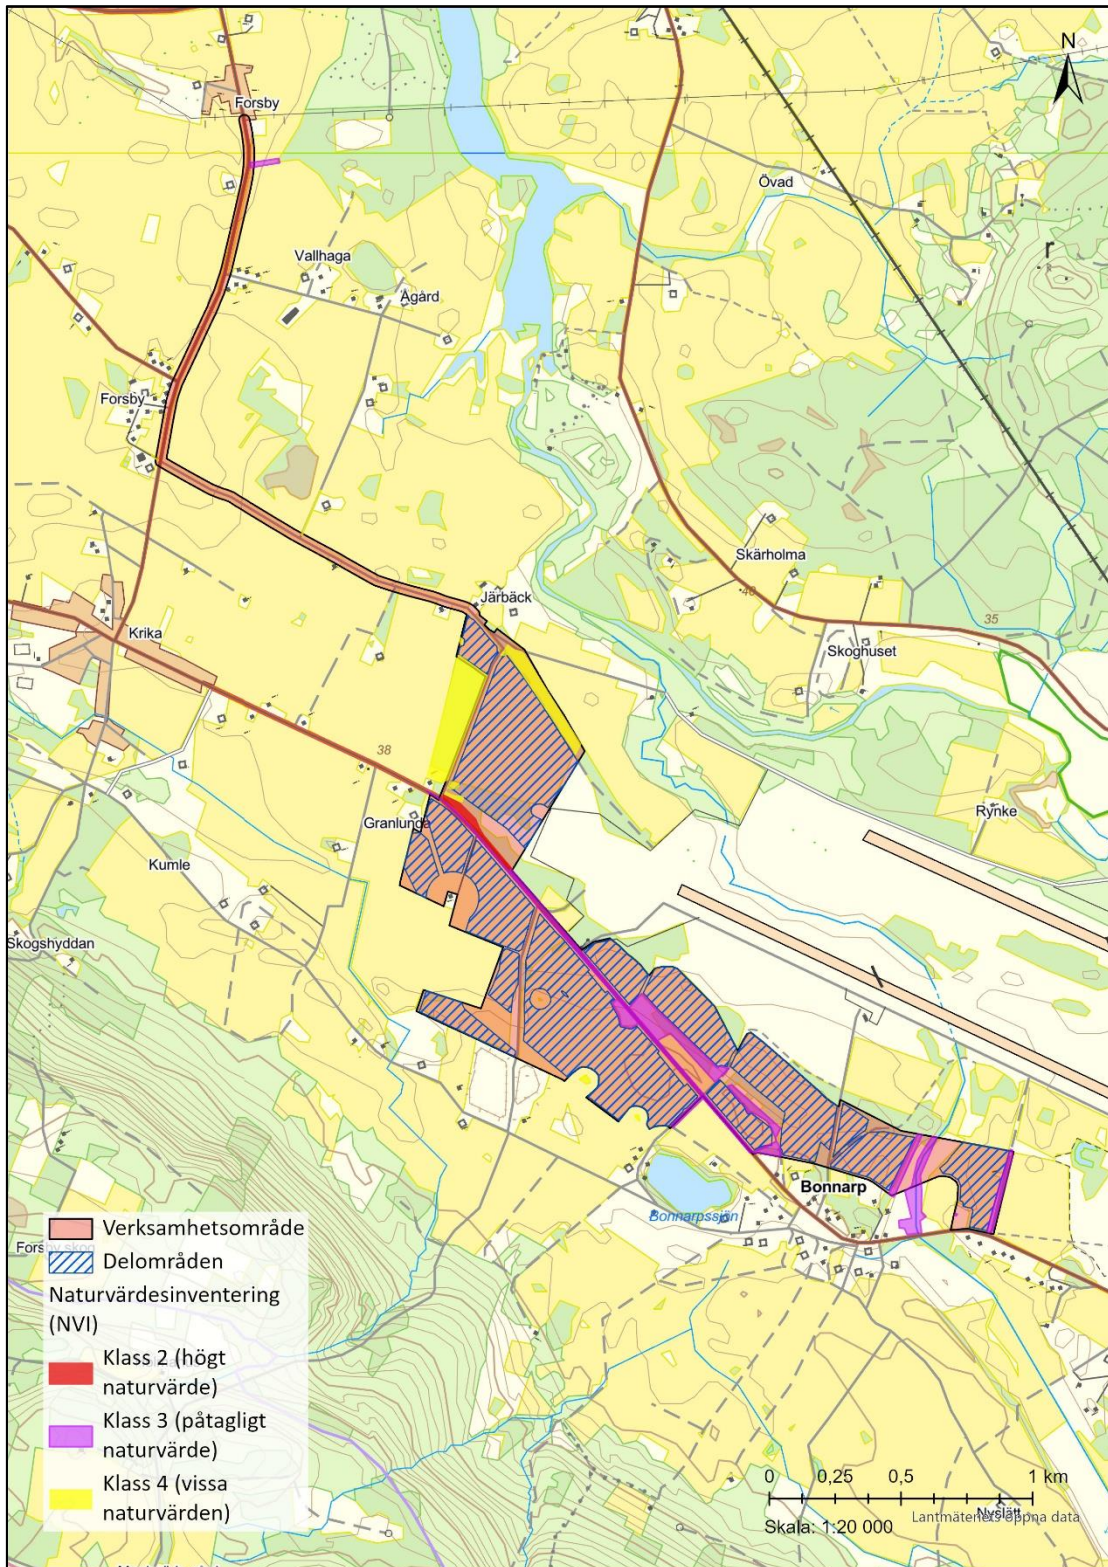 N
Forsby
Övad
r
Vallhaga
Ågård
Forsby
Skärholma
40
Järbäck
35
Krika
Skoghuset
38
Rynke
Granlunda
Kumle
Skogshyddan
Bonnarp
Bonnarpssjön
Verksamhetsområde
Delområden
Naturvärdesinventering
(NVI)
Klass 2 (högt
naturvärde)
Klass 3 (påtagligt
naturvärde)
Klass 4 (vissa
naturvärden)
0 0,25 0,5 1 km
Nyslätt
Lantmäteriets öppna data
Skala: 1:20 000